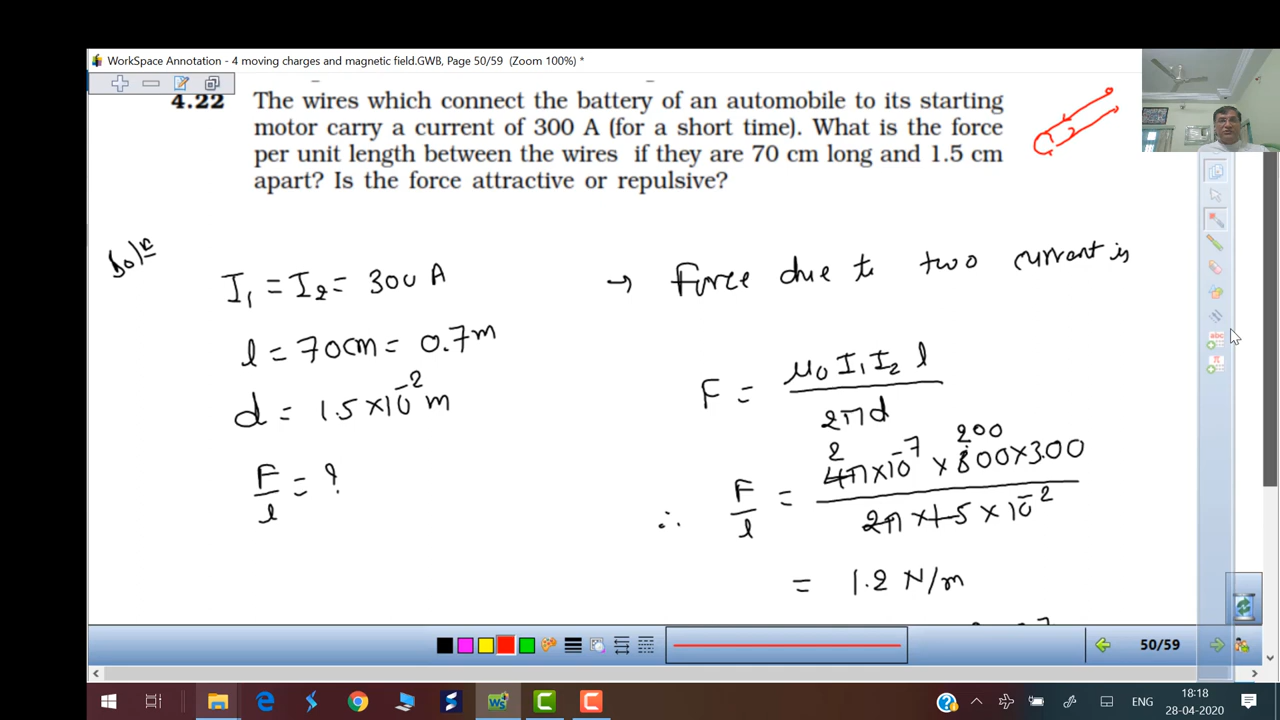 WorkSpace Annotation - 4 moving charges and magnetic field.GWB, Page 50/59 (Zoom 100%) *
4.22 The wires which connect the battery of an automobile to its starting
motor carry a current of 300 A (for a short time). What is the force
per unit length between the wires if they are 70 cm long and 1.5 cm
apart? Is the force attractive or repulsive?
Solⁿ
I₁ = I₂ = 300 A
l = 70cm = 0.7m
d = 1.5×10⁻² m
F/l = ?
→ Force due to two current is
F = μ₀ I₁ I₂ l / 2πd
2 200
∴ F/l = 4π×10⁻⁷ × 300×300 / 2π×1.5×10⁻²
= 1.2 N/m
50/59
ENG
18:18
28-04-2020